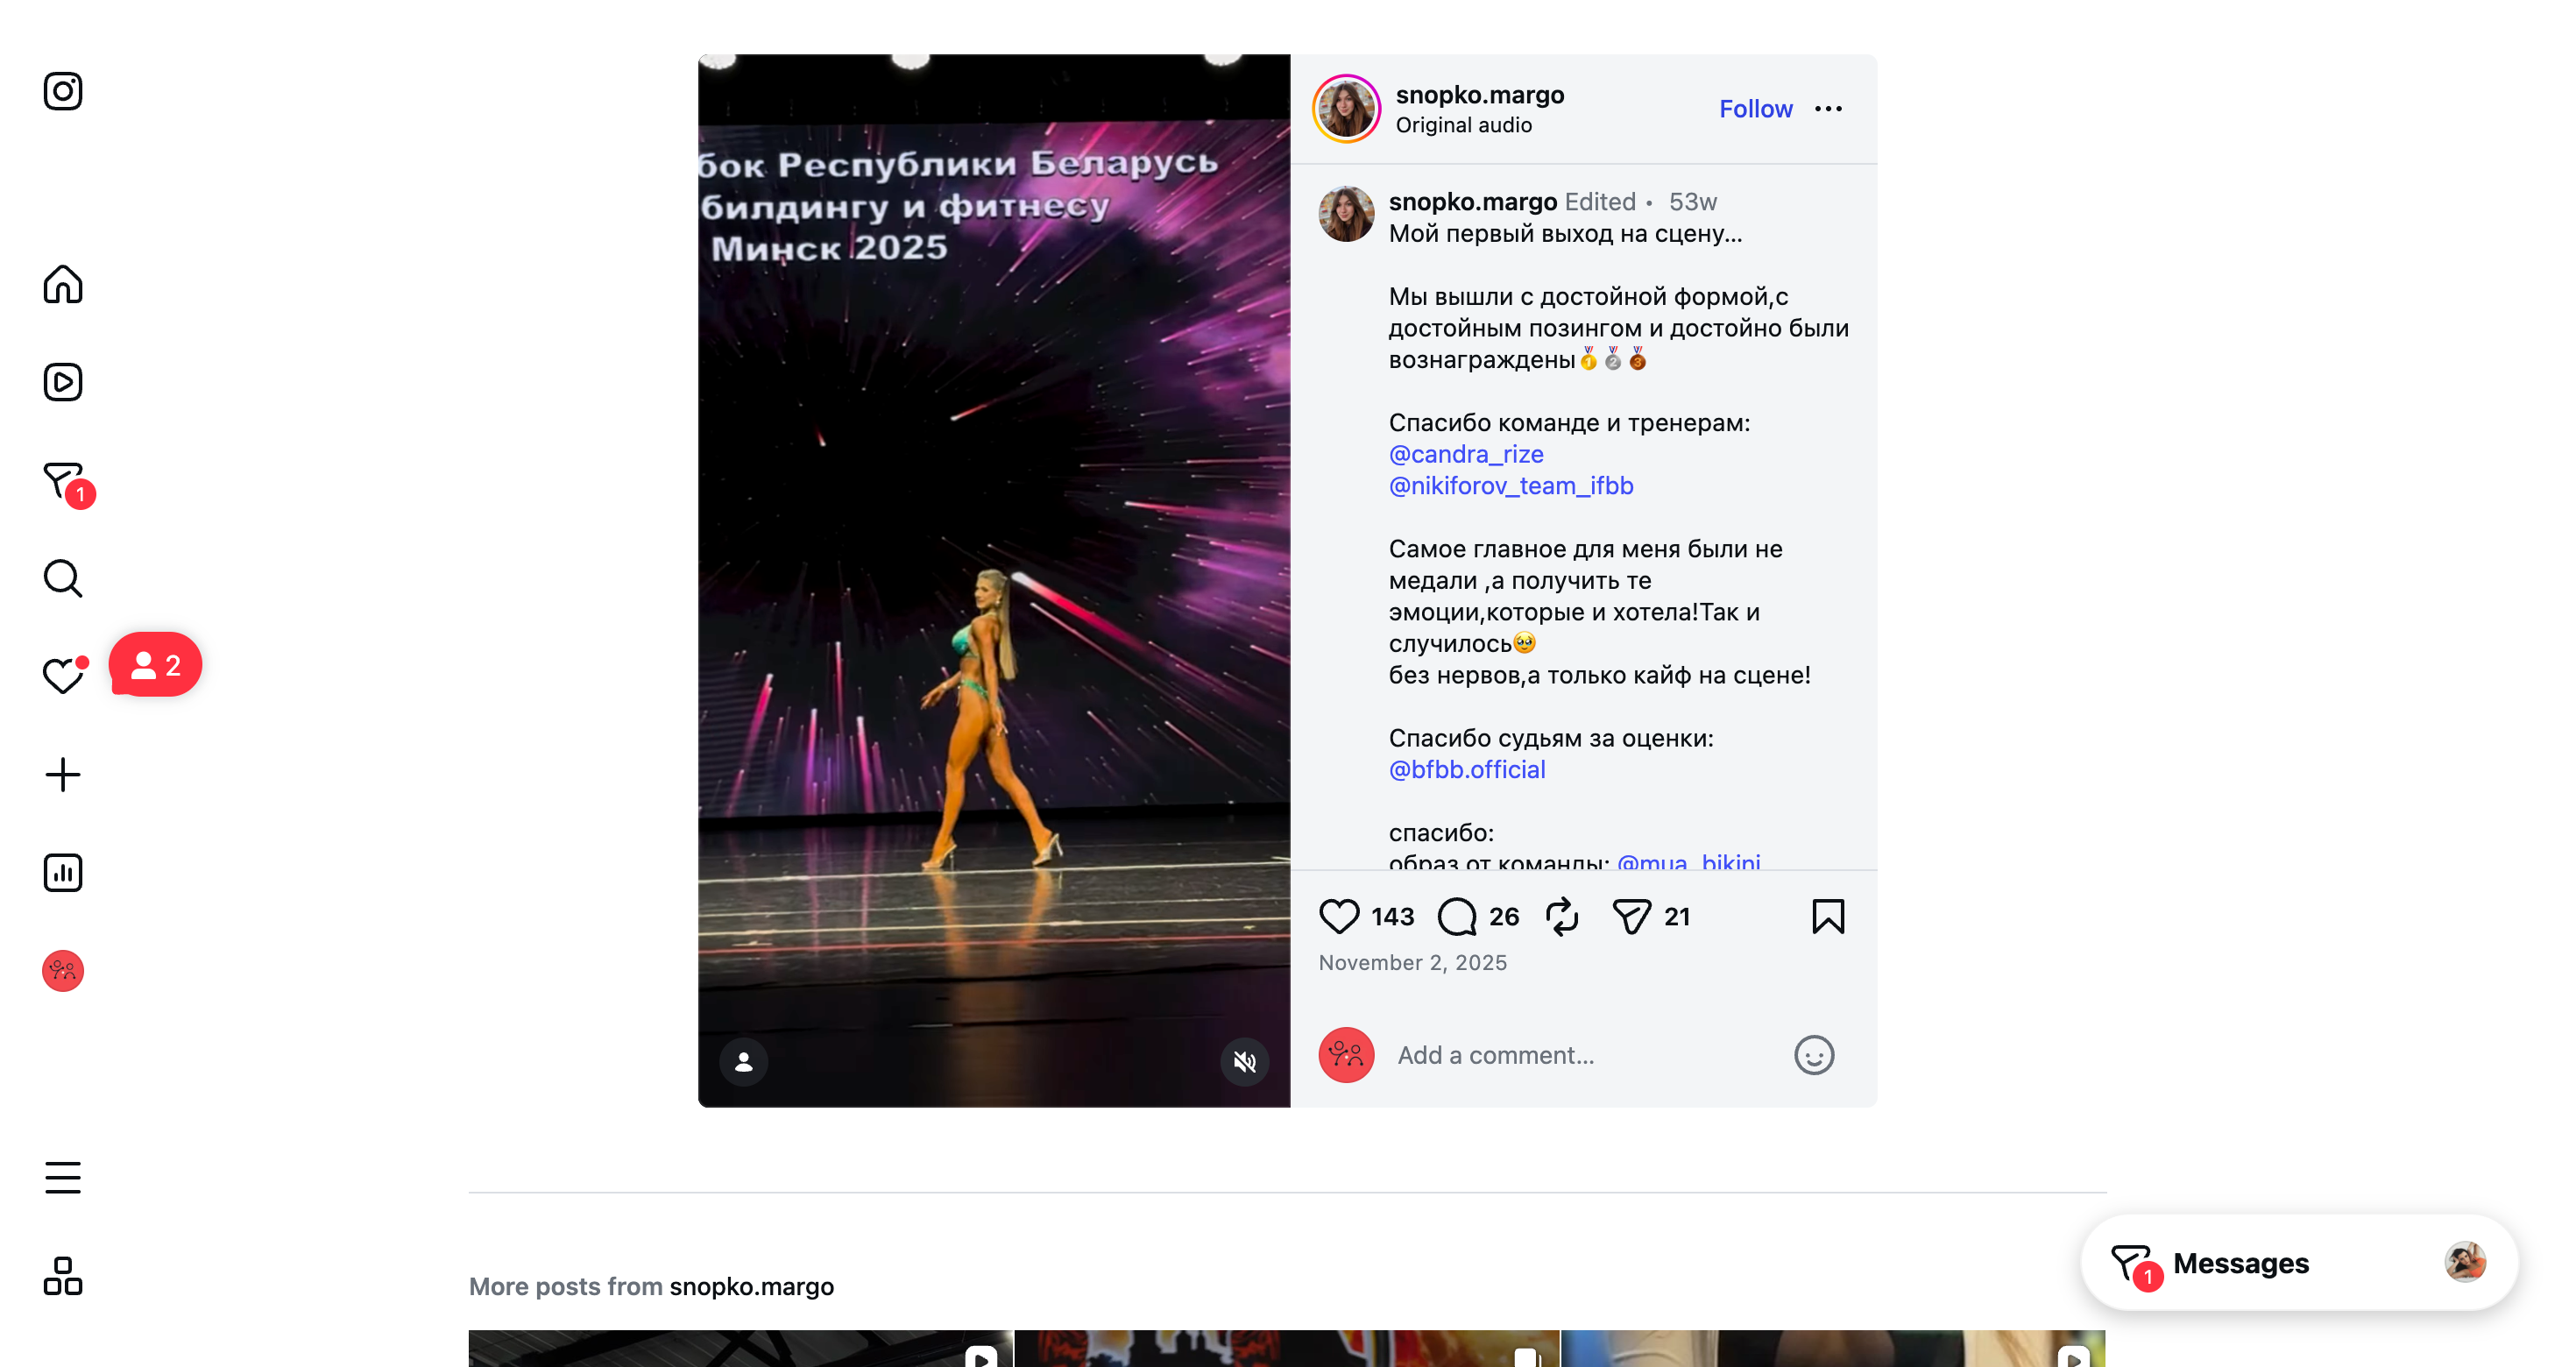 бок Республики Беларусь
билдингу и фитнесу
Минск 2025
snopko.margo
Original audio
Follow
snopko.margo Edited • 53w
Мой первый выход на сцену...
Мы вышли с достойной формой,с
достойным позингом и достойно были
вознаграждены🥇🥈🥉
Спасибо команде и тренерам:
@candra_rize
@nikiforov_team_ifbb
Самое главное для меня были не
медали ,а получить те
эмоции,которые и хотела!Так и
случилось🥹
без нервов,а только кайф на сцене!
Спасибо судьям за оценки:
@bfbb.official
спасибо:
образ от команды: @mua_bikini
143 26 21
November 2, 2025
Add a comment...
1
2
More posts from snopko.margo
1 Messages